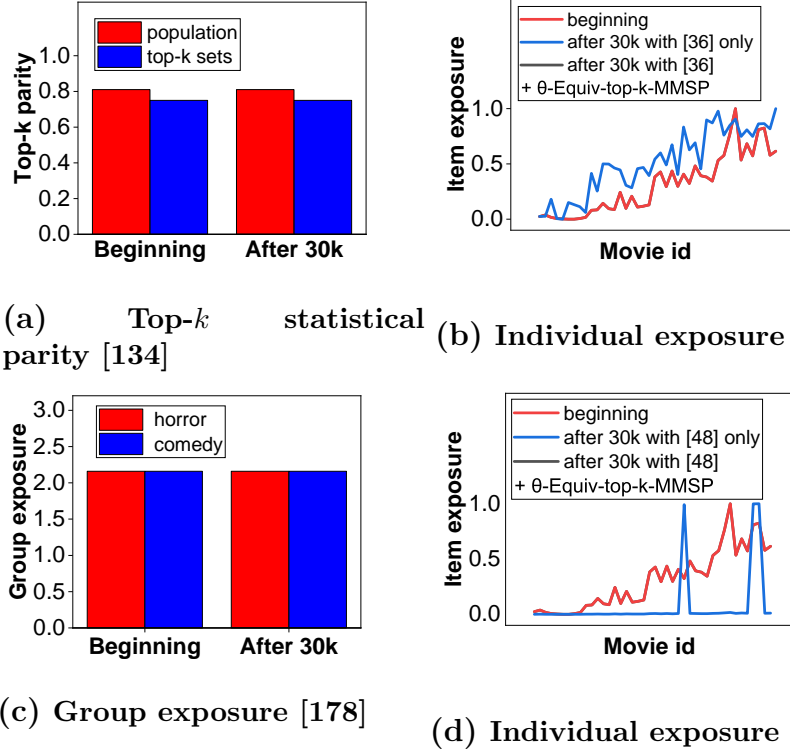 population
top-k sets
1.0
0.8
0.6
0.4
0.2
0.0
Top-k parity
Beginning
After 30k
beginning
after 30k with [36] only
after 30k with [36]
+ θ-Equiv-top-k-MMSP
1.0
0.5
0.0
Item exposure
Movie id
(a) Top-k statistical
parity [134]
(b) Individual exposure
horror
comedy
3.0
2.5
2.0
1.5
1.0
0.5
0.0
Group exposure
Beginning
After 30k
beginning
after 30k with [48] only
after 30k with [48]
+ θ-Equiv-top-k-MMSP
1.0
0.5
0.0
Item exposure
Movie id
(c) Group exposure [178]
(d) Individual exposure